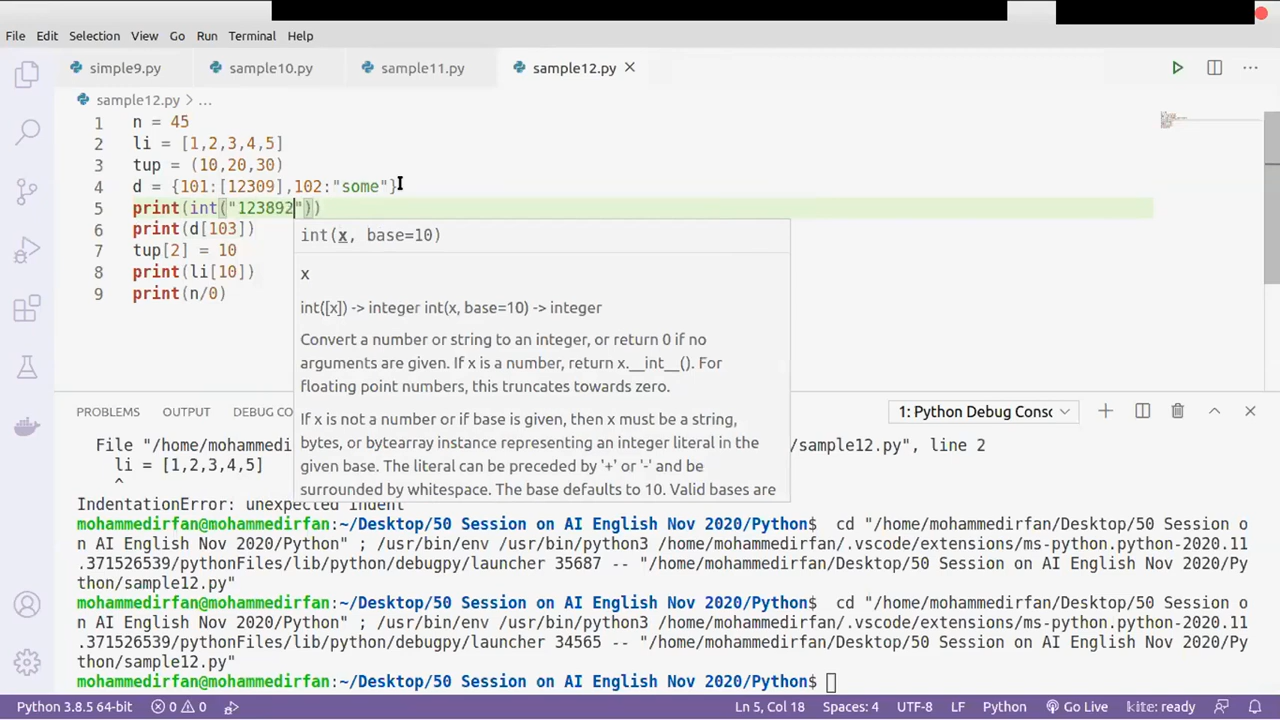 File Edit Selection View Go Run Terminal Help
simple9.py sample10.py sample11.py sample12.py
sample12.py > ...
1 n = 45
2 li = [1,2,3,4,5]
3 tup = (10,20,30)
4 d = {101:[12309],102:"some"}
5 print(int("123892"))
6 print(d[103])
7 tup[2] = 10
8 print(li[10])
9 print(n/0)
int(x, base=10)
x
int([x]) -> integer int(x, base=10) -> integer
Convert a number or string to an integer, or return 0 if no
arguments are given. If x is a number, return x.__int__(). For
floating point numbers, this truncates towards zero.
If x is not a number or if base is given, then x must be a string,
bytes, or bytearray instance representing an integer literal in the
given base. The literal can be preceded by '+' or '-' and be
surrounded by whitespace. The base defaults to 10. Valid bases are
PROBLEMS OUTPUT DEBUG CON 1: Python Debug Consc
File "/home/mohammedi /sample12.py", line 2
li = [1,2,3,4,5]
^
IndentationError: unexpected indent
mohammedirfan@mohammedirfan:~/Desktop/50 Session on AI English Nov 2020/Python$ cd "/home/mohammedirfan/Desktop/50 Session o
n AI English Nov 2020/Python" ; /usr/bin/env /usr/bin/python3 /home/mohammedirfan/.vscode/extensions/ms-python.python-2020.11
.371526539/pythonFiles/lib/python/debugpy/launcher 35687 -- "/home/mohammedirfan/Desktop/50 Session on AI English Nov 2020/Py
thon/sample12.py"
mohammedirfan@mohammedirfan:~/Desktop/50 Session on AI English Nov 2020/Python$ cd "/home/mohammedirfan/Desktop/50 Session o
n AI English Nov 2020/Python" ; /usr/bin/env /usr/bin/python3 /home/mohammedirfan/.vscode/extensions/ms-python.python-2020.11
.371526539/pythonFiles/lib/python/debugpy/launcher 34565 -- "/home/mohammedirfan/Desktop/50 Session on AI English Nov 2020/Py
thon/sample12.py"
mohammedirfan@mohammedirfan:~/Desktop/50 Session on AI English Nov 2020/Python$
Python 3.8.5 64-bit 0 0 Ln 5, Col 18 Spaces: 4 UTF-8 LF Python Go Live kite: ready